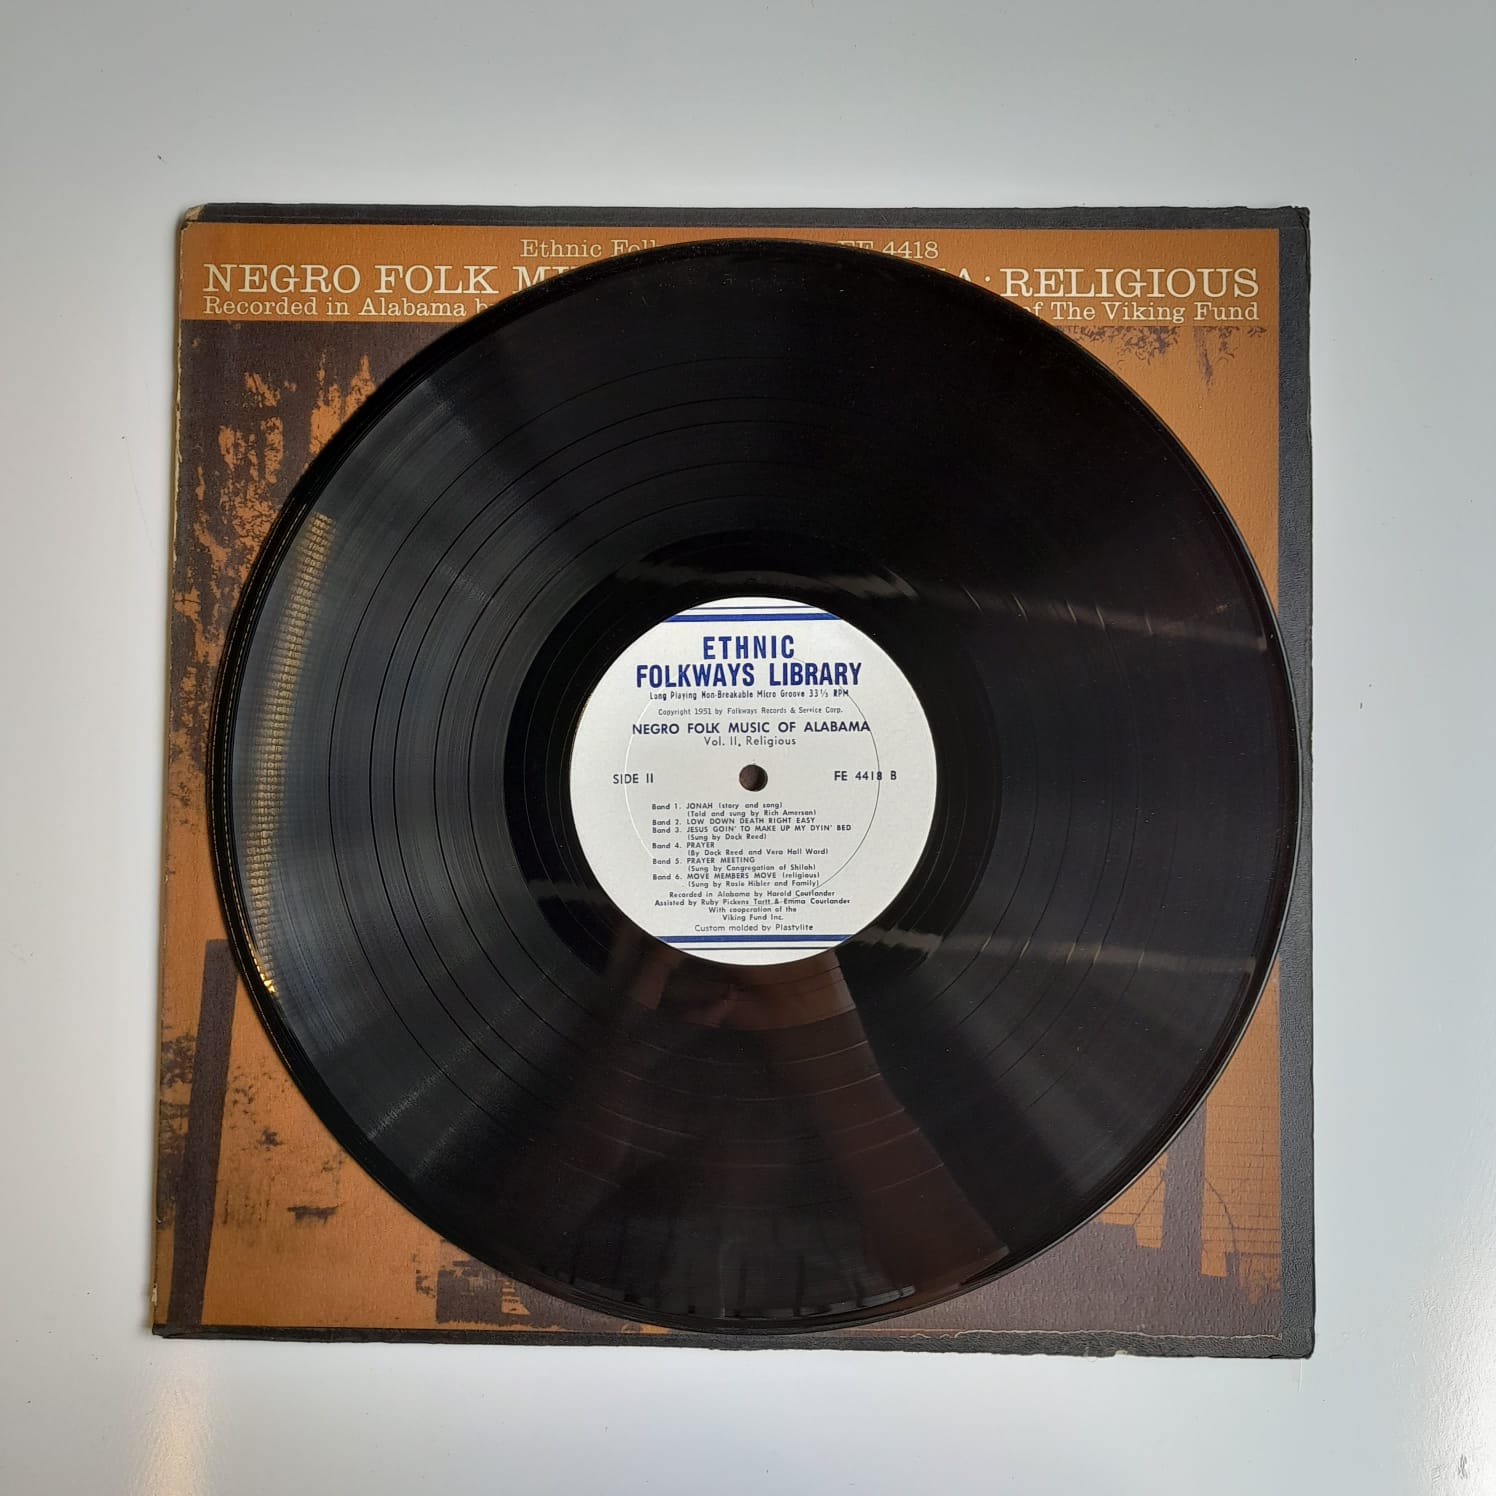 Ethnic Fol FE 4418
NEGRO FOLK MU A: RELIGIOUS
Recorded in Alabama b of The Viking Fund
ETHNIC
FOLKWAYS LIBRARY
Long Playing Non-Breakable Micro Groove 33⅓ RPM
Copyright 1951 by Folkways Records & Service Corp.
NEGRO FOLK MUSIC OF ALABAMA
Vol. II, Religious
SIDE II FE 4418 B
Band 1. JONAH (story and song)
(Told and sung by Rich Amerson)
Band 2. LOW DOWN DEATH RIGHT EASY
Band 3. JESUS GOIN' TO MAKE UP MY DYIN' BED
(Sung by Dock Reed)
Band 4. PRAYER
(By Dock Reed and Vera Hall Ward)
Band 5. PRAYER MEETING
(Sung by Congregation of Shiloh)
Band 6. MOVE MEMBERS MOVE (religious)
(Sung by Rosie Hibler and Family)
Recorded in Alabama by Harold Courlander
Assisted by Ruby Pickens Tartt & Emma Courlander
With cooperation of the
Viking Fund Inc.
Custom molded by Plastylite